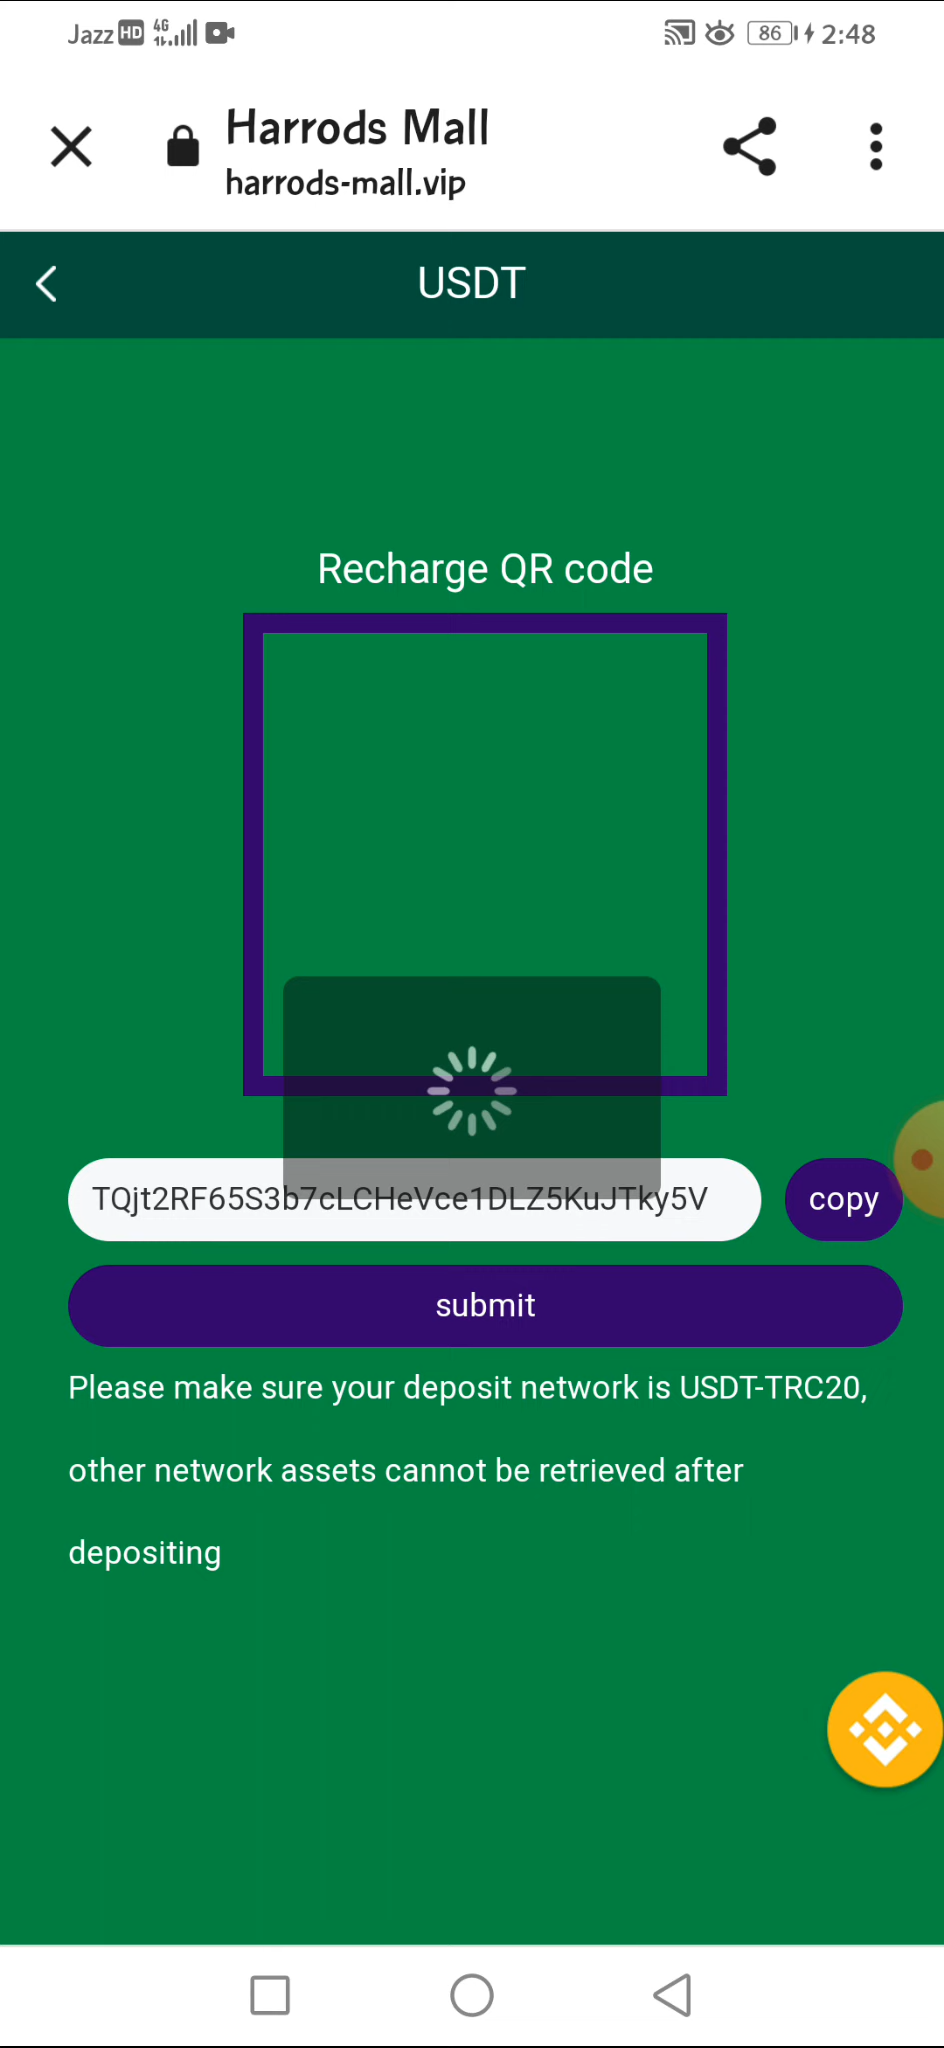 Jazz HD 4G 86 2:48
Harrods Mall
harrods-mall.vip
USDT
Recharge QR code
TQjt2RF65S3b7cLCHeVce1DLZ5KuJTky5V copy
submit
Please make sure your deposit network is USDT-TRC20,
other network assets cannot be retrieved after
depositing